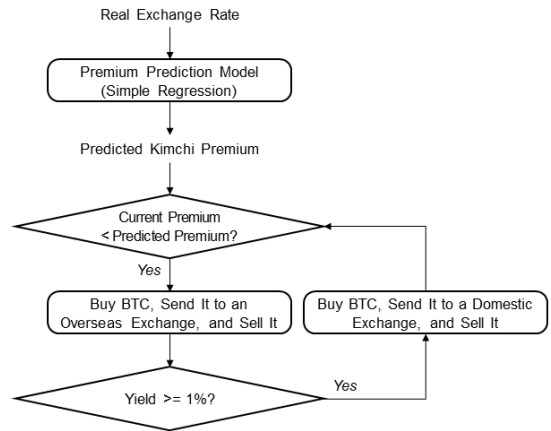 Real Exchange Rate
Premium Prediction Model
(Simple Regression)
Predicted Kimchi Premium
Current Premium
< Predicted Premium?
Yes
Buy BTC, Send It to an
Overseas Exchange, and Sell It
Buy BTC, Send It to a Domestic
Exchange, and Sell It
Yield >= 1%?
Yes